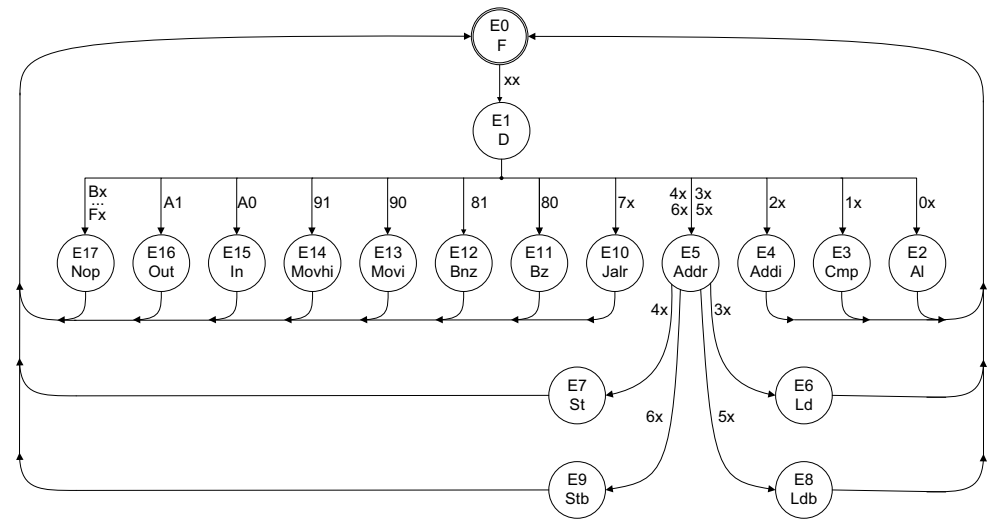 E0
F
xx
E1
D
Bx
...
Fx
A1
A0
91
90
81
80
7x
4x 3x
6x 5x
2x
1x
0x
E17
Nop
E16
Out
E15
In
E14
Movhi
E13
Movi
E12
Bnz
E11
Bz
E10
Jalr
E5
Addr
E4
Addi
E3
Cmp
E2
Al
4x
3x
E7
St
E6
Ld
6x
5x
E9
Stb
E8
Ldb